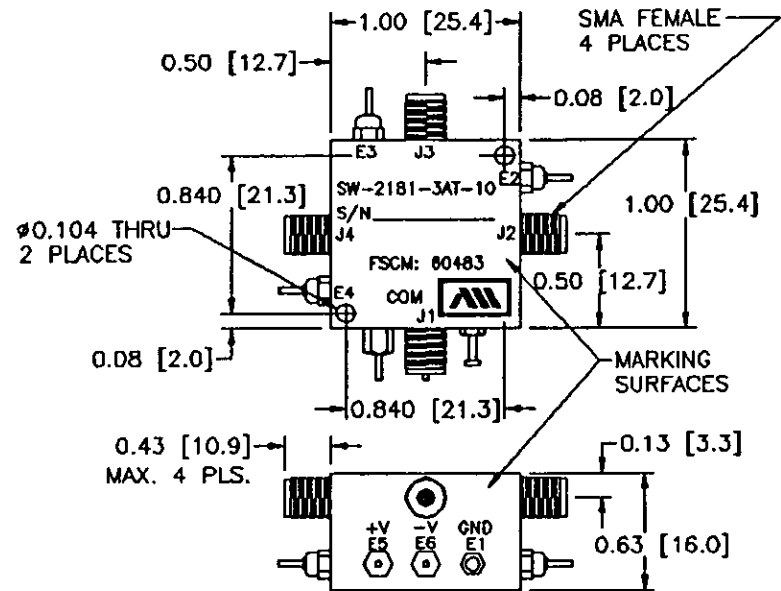 1.00 [25.4]
SMA FEMALE
4 PLACES
0.50 [12.7]
0.08 [2.0]
E3
J3
E2
SW-2181-3AT-10
0.840
[21.3]
S/N
1.00 [25.4]
Ø0.104 THRU
2 PLACES
J4
J2
FSCM: 60483
0.50 [12.7]
E4
COM
J1
0.08 [2.0]
MARKING
SURFACES
0.840 [21.3]
0.43 [10.9]
MAX. 4 PLS.
0.13 [3.3]
+V -V GND
E5 E6 E1
0.63 [16.0]